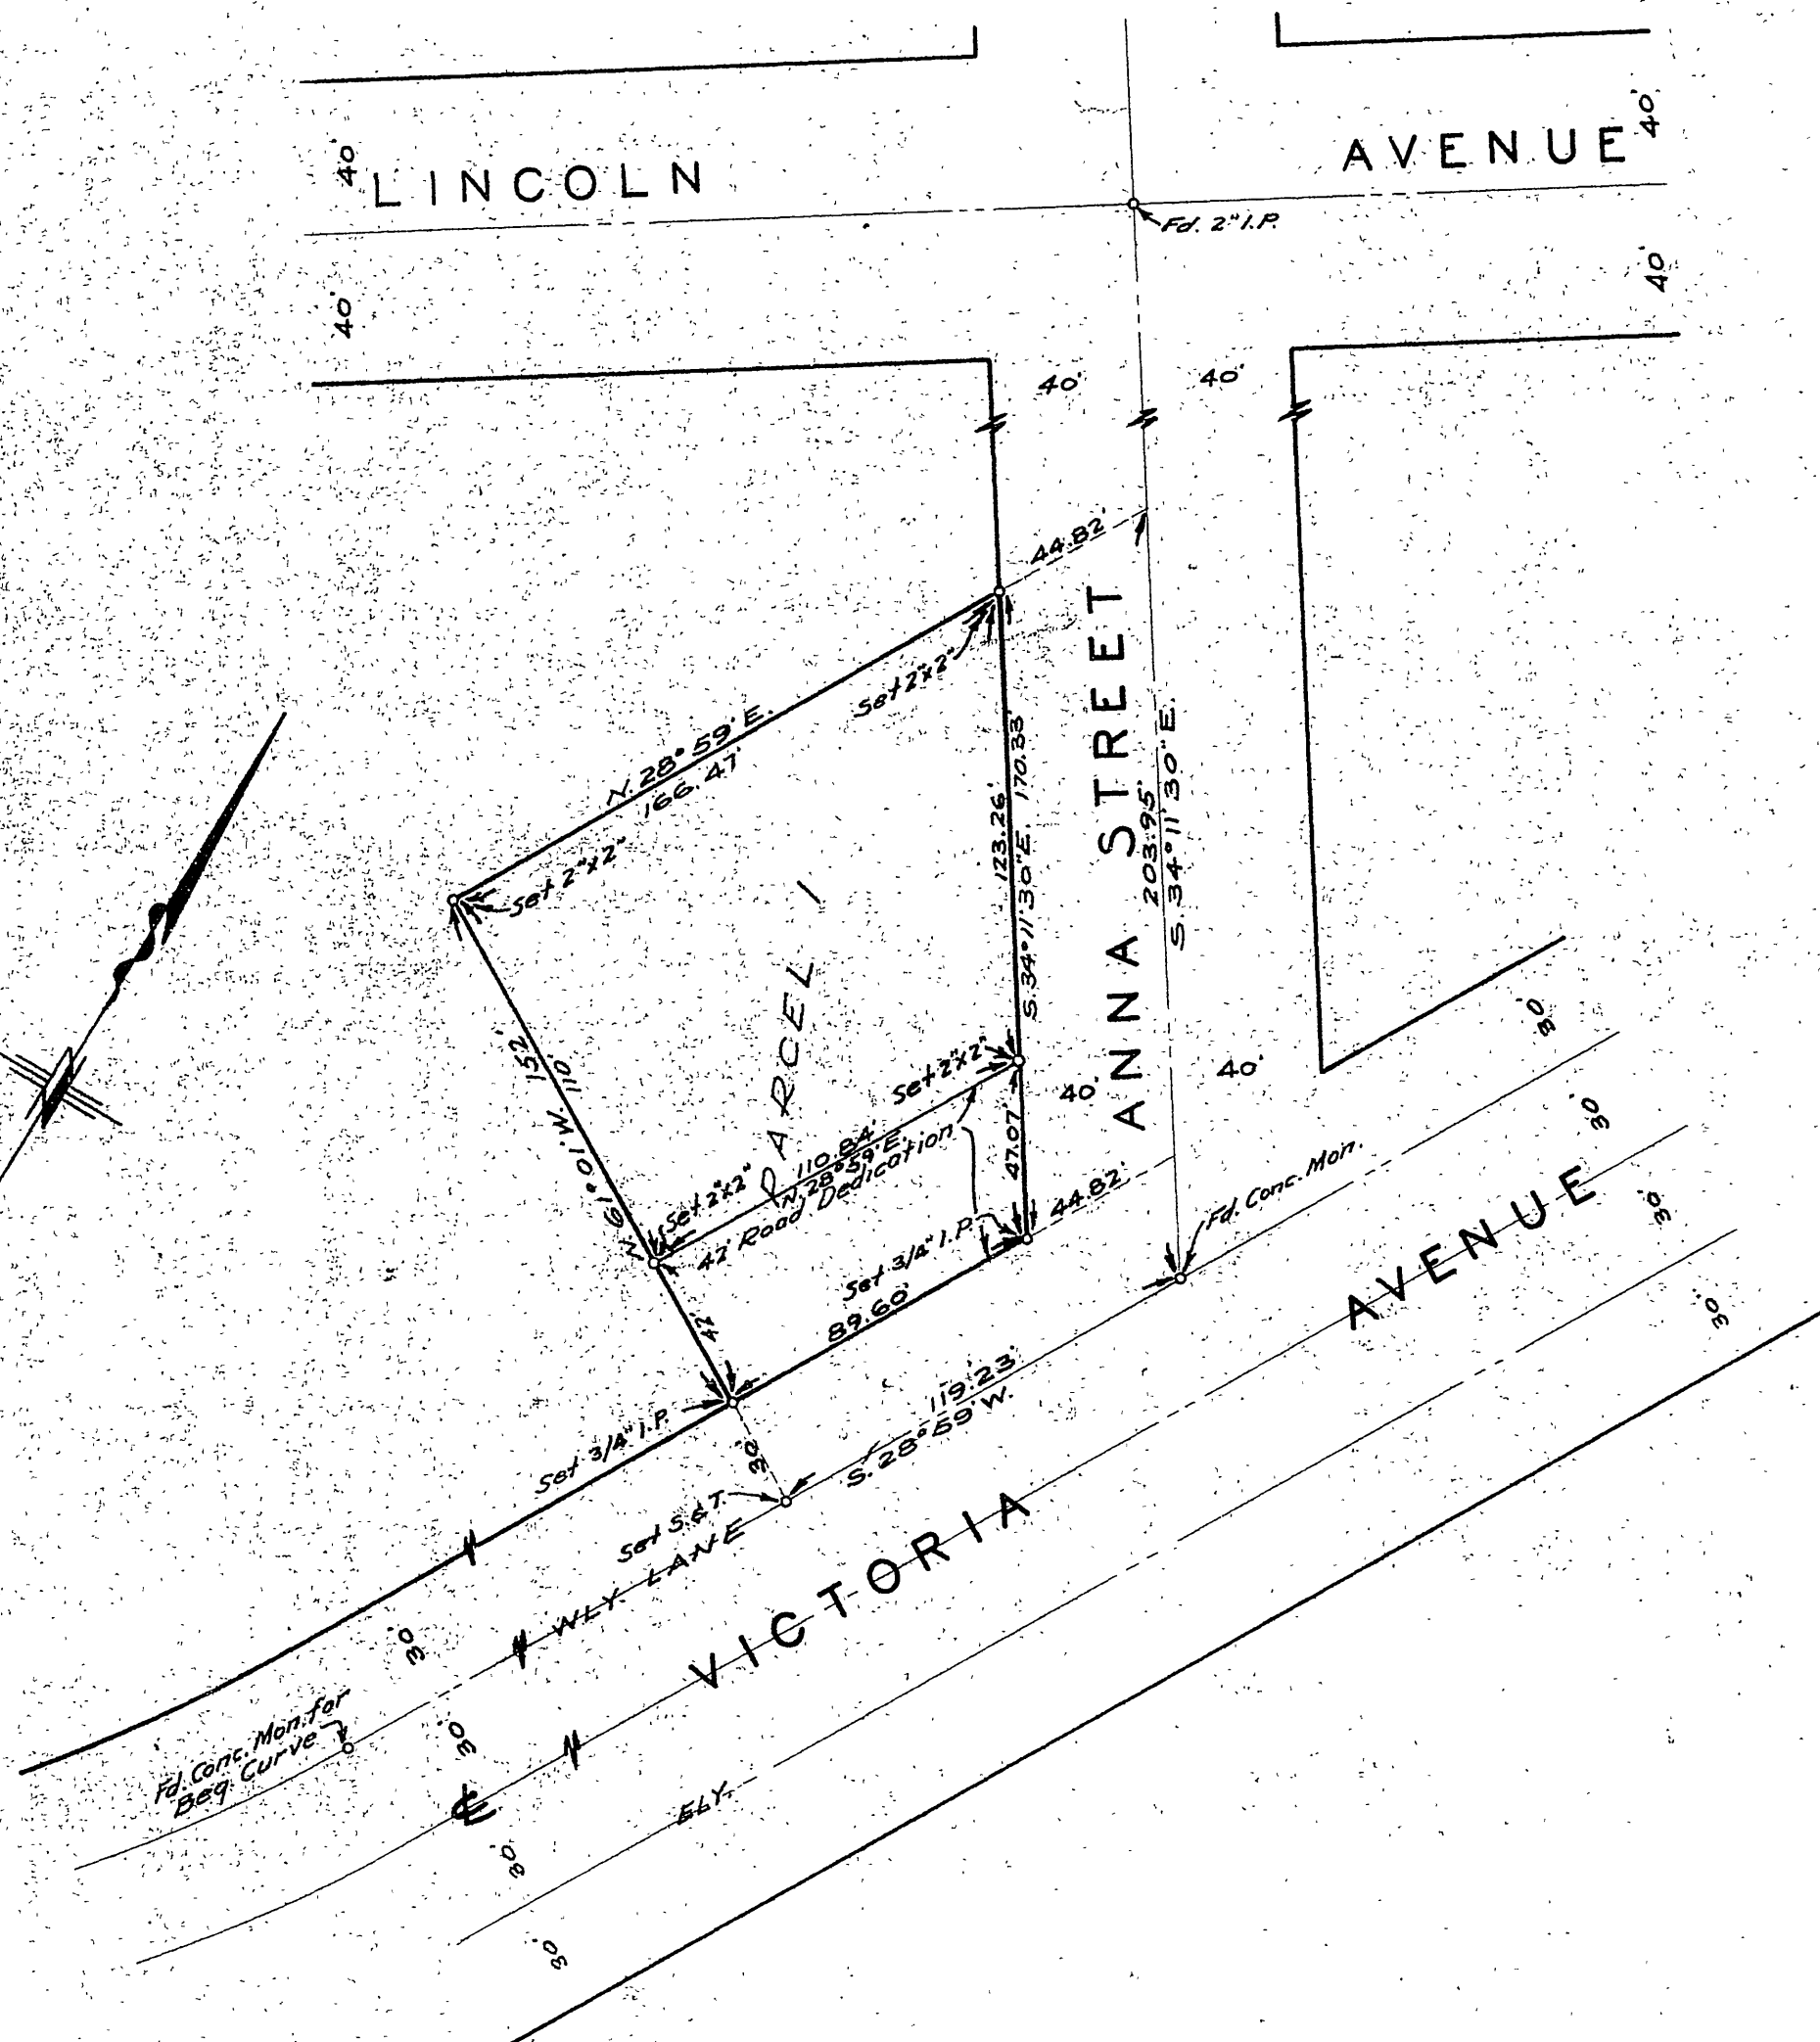 40'
LINCOLN
AVENUE
40'
Fd. 2" I.P.
40'
40'
40'
40'
44.82'
Set 2"x2"
N. 28° 59' E.
166.47'
Set 2"x2"
123.26'
S. 34° 11' 30" E. 170.33'
ANNA STREET
203.95'
S. 34° 11' 30" E.
PARCEL 1
152'
110'
N. 61° 01' W.
Set 2"x2"
40'
40'
30'
110.84'
N. 28° 59' E.
42' Road Dedication
Set 2"x2"
47.07'
44.82'
30'
Fd. Conc. Mon.
Set 3/4" I.P.
89.60'
42'
30'
AVENUE
30'
119.23'
S. 28° 59' W.
Set 3/4" I.P.
30'
Set S.&T.
WLY. LANE
VICTORIA
30'
Fd. Conc. Mon. for
Beg. Curve
30'
℄
ELY.
30'
30'